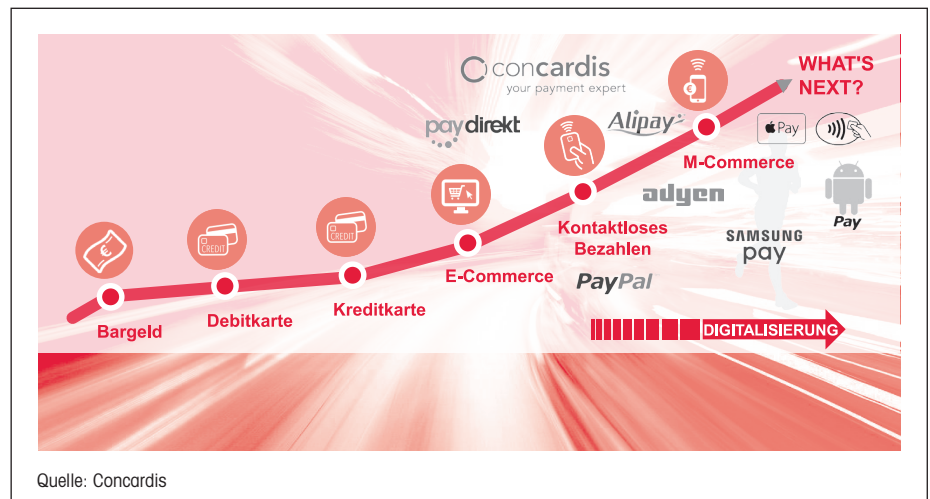 concardis
your payment expert
WHAT'S
NEXT?
paydirekt
Alipay
Pay
M-Commerce
adyen
Pay
Kontaktloses
Bezahlen
SAMSUNG
pay
E-Commerce
PayPal
CREDIT
CREDIT
Kreditkarte
Debitkarte
Bargeld
€
€
DIGITALISIERUNG
Quelle: Concardis